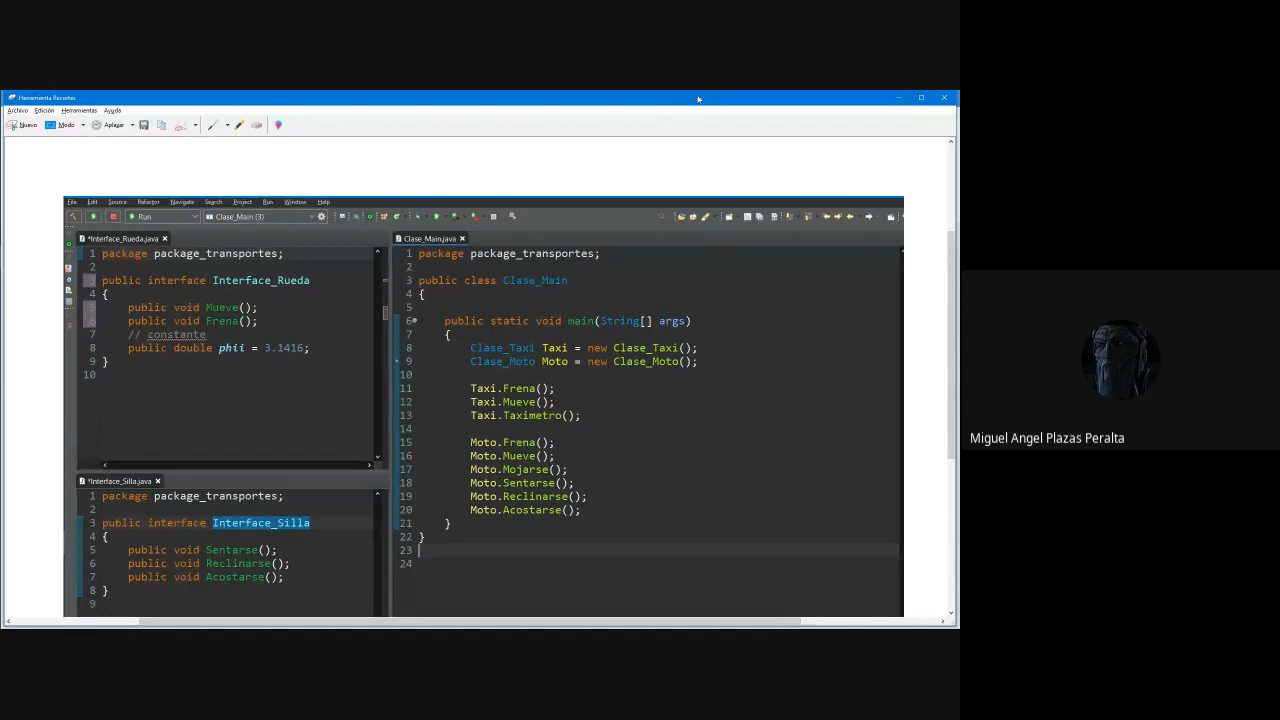 Herramienta Recortes
Archivo Edición Herramientas Ayuda
Nuevo Modo Aplazar
File Edit Source Refactor Navigate Search Project Run Window Help
Run Clase_Main (3)
*Interface_Rueda.java
1 package package_transportes;
2
3 public interface Interface_Rueda
4 {
5 public void Mueve();
6 public void Frena();
7 // constante
8 public double phii = 3.1416;
9 }
10
*Interface_Silla.java
1 package package_transportes;
2
3 public interface Interface_Silla
4 {
5 public void Sentarse();
6 public void Reclinarse();
7 public void Acostarse();
8 }
9
Clase_Main.java
1 package package_transportes;
2
3 public class Clase_Main
4 {
5
6 public static void main(String[] args)
7 {
8 Clase_Taxi Taxi = new Clase_Taxi();
9 Clase_Moto Moto = new Clase_Moto();
10
11 Taxi.Frena();
12 Taxi.Mueve();
13 Taxi.Taximetro();
14
15 Moto.Frena();
16 Moto.Mueve();
17 Moto.Mojarse();
18 Moto.Sentarse();
19 Moto.Reclinarse();
20 Moto.Acostarse();
21 }
22 }
23
24
Miguel Angel Plazas Peralta